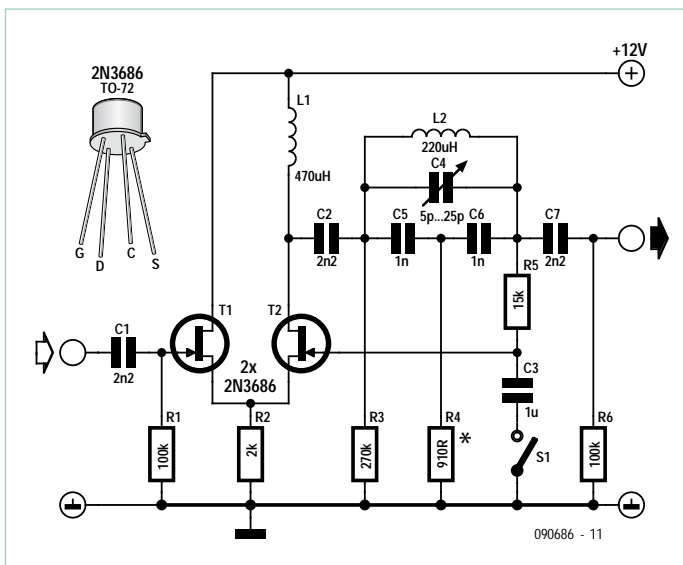 2N3686
TO-72
G
D
C
S
+12V
L1
470uH
L2
220uH
C4
5p...25p
C2
2n2
C5
1n
C6
1n
C7
2n2
R5
15k
T1
T2
2x
2N3686
C1
2n2
C3
1u
S1
R1
100k
R2
2k
R3
270k
R4
910R
*
R6
100k
090686 - 11